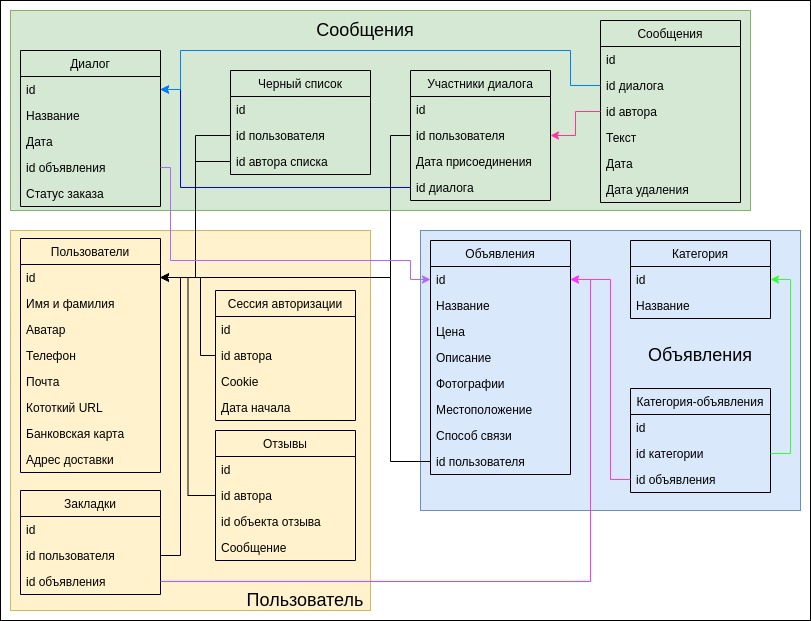 Сообщения
Диалог
id
Название
Дата
id объявления
Статус заказа
Черный список
id
id пользователя
id автора списка
Участники диалога
id
id пользователя
Дата присоединения
id диалога
Сообщения
id
id диалога
id автора
Текст
Дата
Дата удаления
Пользователи
id
Имя и фамилия
Аватар
Телефон
Почта
Кототкий URL
Банковская карта
Адрес доставки
Сессия авторизации
id
id автора
Cookie
Дата начала
Отзывы
id
id автора
id объекта отзыва
Сообщение
Закладки
id
id пользователя
id объявления
Пользователь
Объявления
id
Название
Цена
Описание
Фотографии
Местоположение
Способ связи
id пользователя
Категория
id
Название
Объявления
Категория-объявления
id
id категории
id объявления